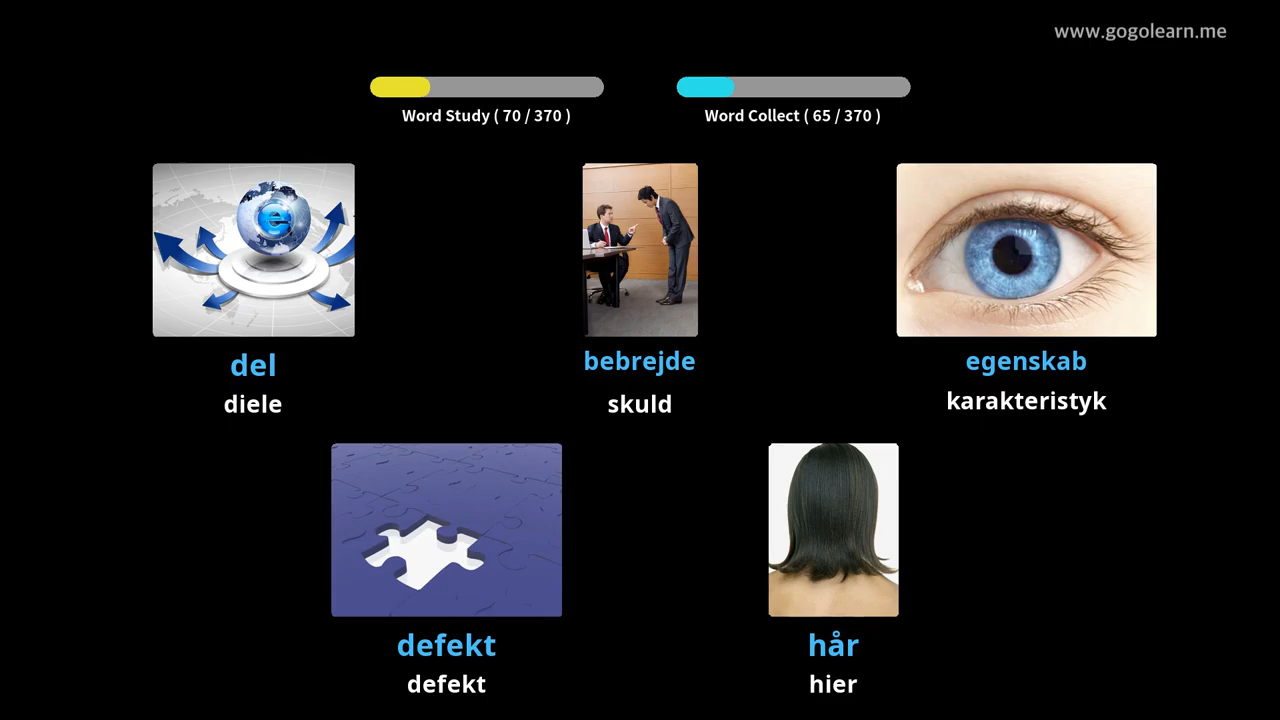 www.gogolearn.me
Word Study ( 70 / 370 )
Word Collect ( 65 / 370 )
e
del
bebrejde
egenskab
diele
skuld
karakteristyk
defekt
hår
defekt
hier